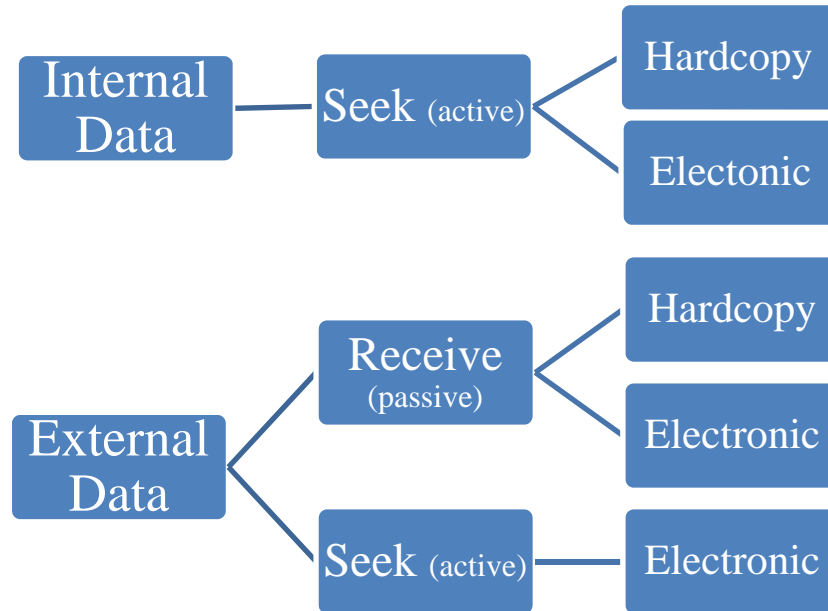 Internal
Data
Seek (active)
Hardcopy
Electonic
External
Data
Receive
(passive)
Hardcopy
Electronic
Seek (active)
Electronic